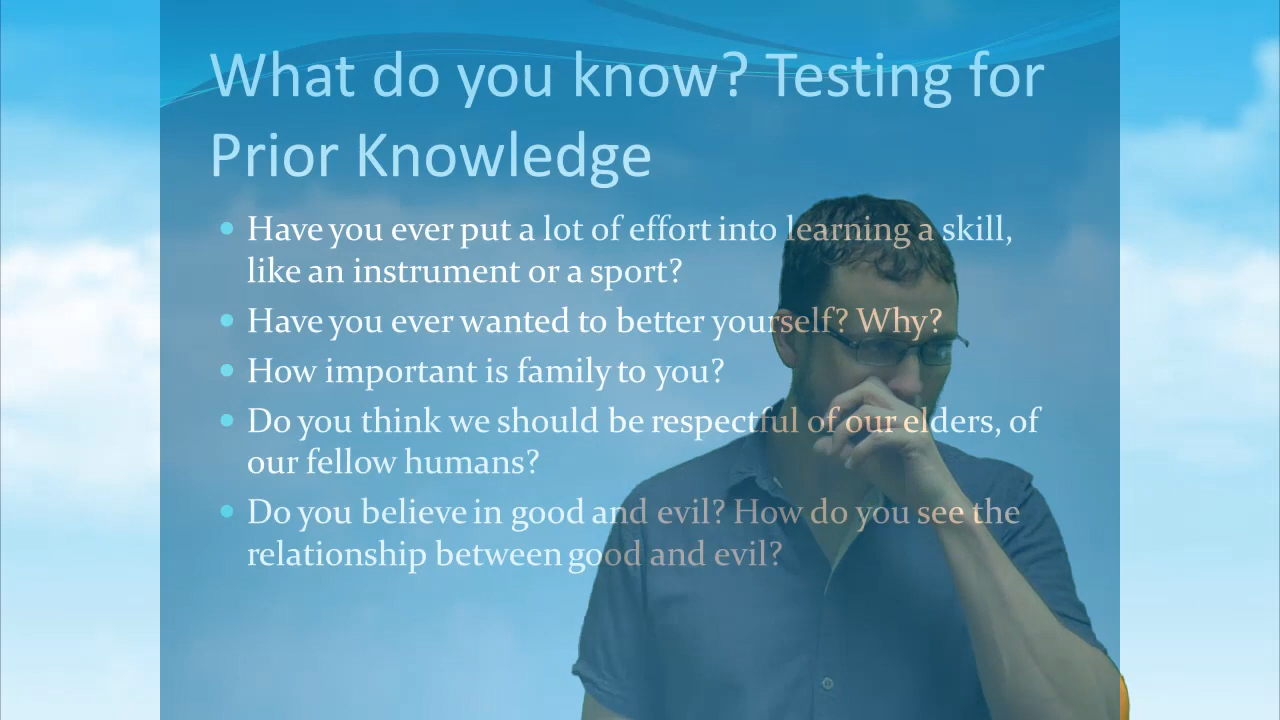 What do you know? Testing for
Prior Knowledge
Have you ever put a lot of effort into learning a skill,
like an instrument or a sport?
Have you ever wanted to better yourself? Why?
How important is family to you?
Do you think we should be respectful of our elders, of
our fellow humans?
Do you believe in good and evil? How do you see the
relationship between good and evil?